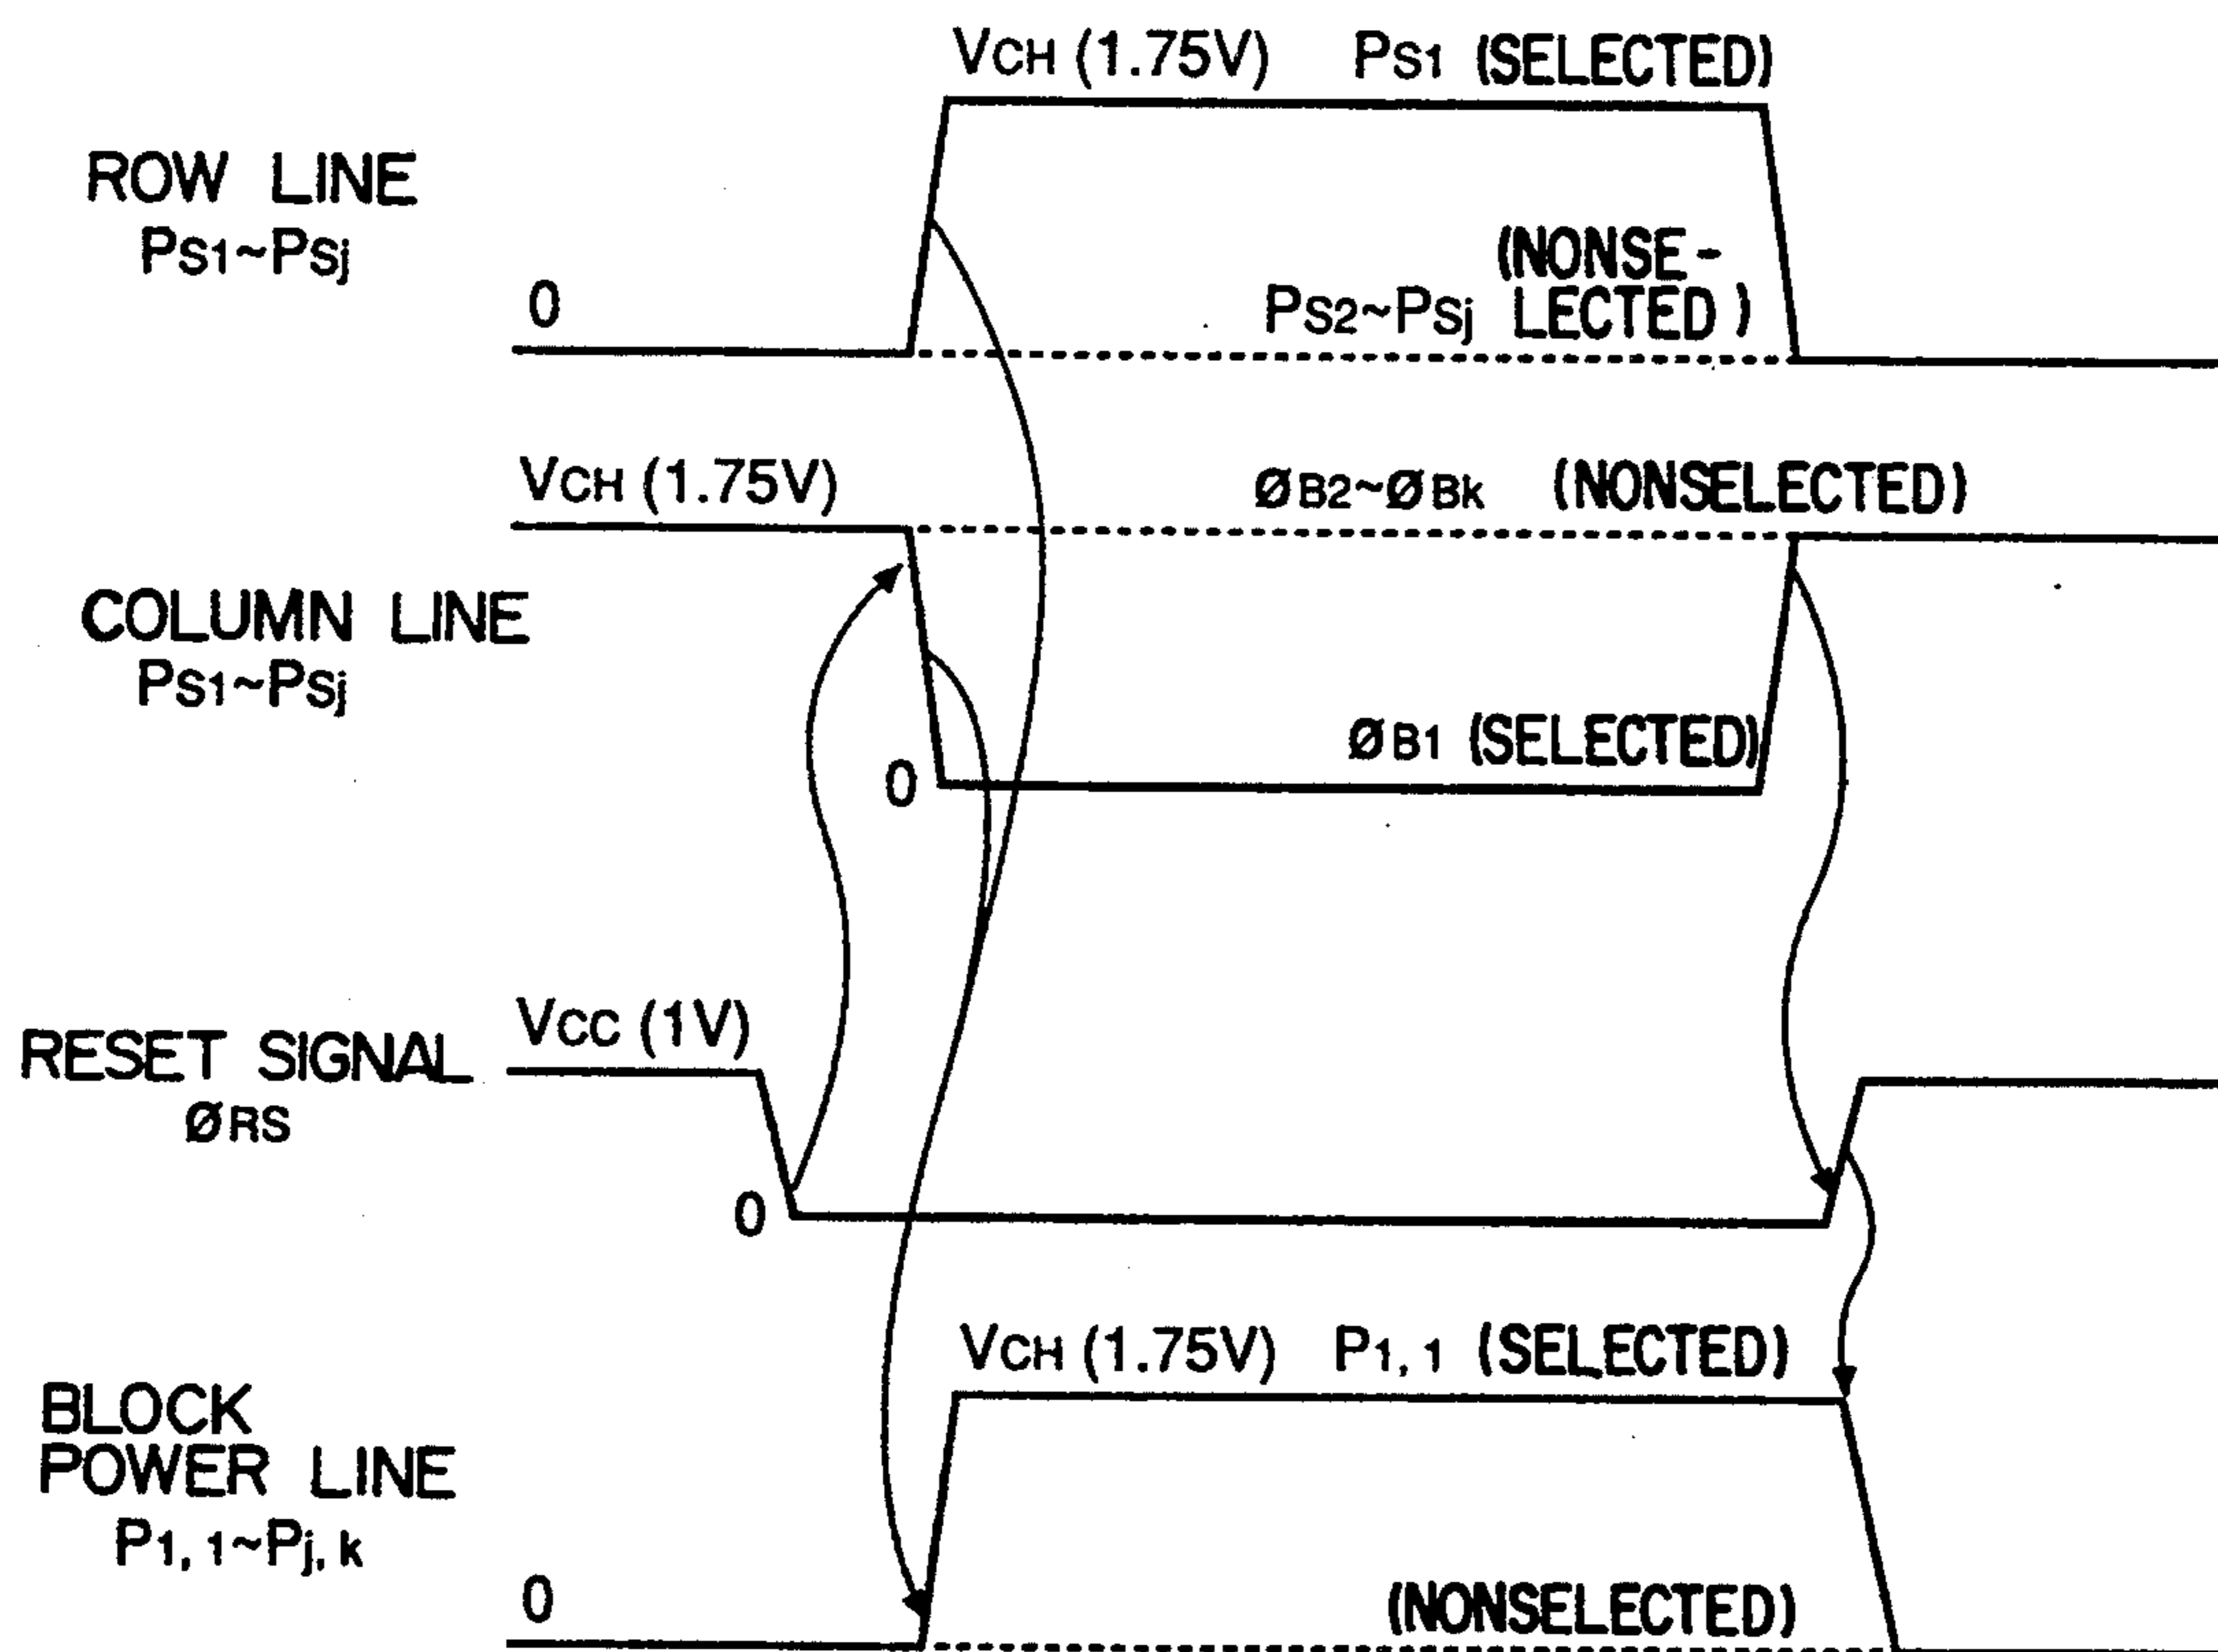 VCH (1.75V) PS1 (SELECTED)
ROW LINE
PS1~PSj
0
(NONSE-
PS2~PSj LECTED)
VCH (1.75V)
ØB2~ØBk (NONSELECTED)
COLUMN LINE
PS1~PSj
ØB1 (SELECTED)
0
VCC (1V)
RESET SIGNAL
ØRS
0
VCH (1.75V) P1,1 (SELECTED)
BLOCK
POWER LINE
P1,1~Pj,k
0
(NONSELECTED)